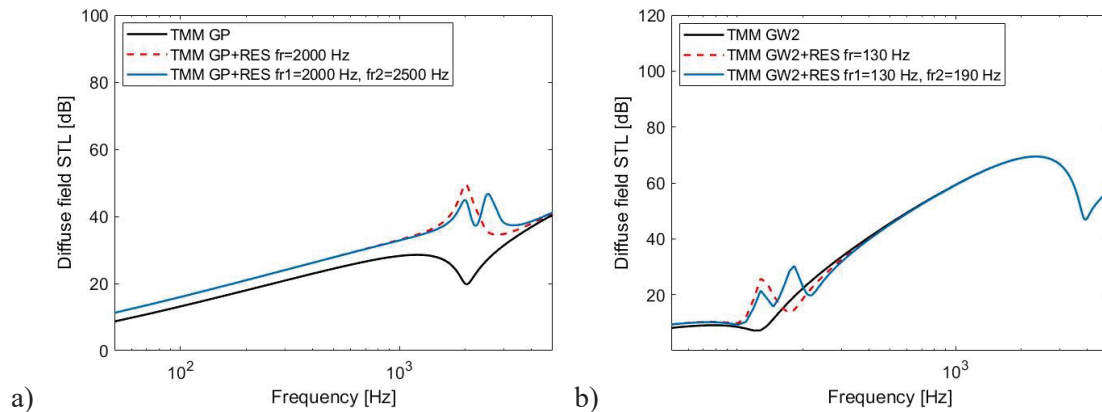 100
TMM GP
TMM GP+RES fr=2000 Hz
TMM GP+RES fr1=2000 Hz, fr2=2500 Hz
80
60
40
20
0
Diffuse field STL [dB]
10²
10³
Frequency [Hz]
a)
120
TMM GW2
TMM GW2+RES fr=130 Hz
TMM GW2+RES fr1=130 Hz, fr2=190 Hz
100
80
60
40
20
Diffuse field STL [dB]
10³
Frequency [Hz]
b)